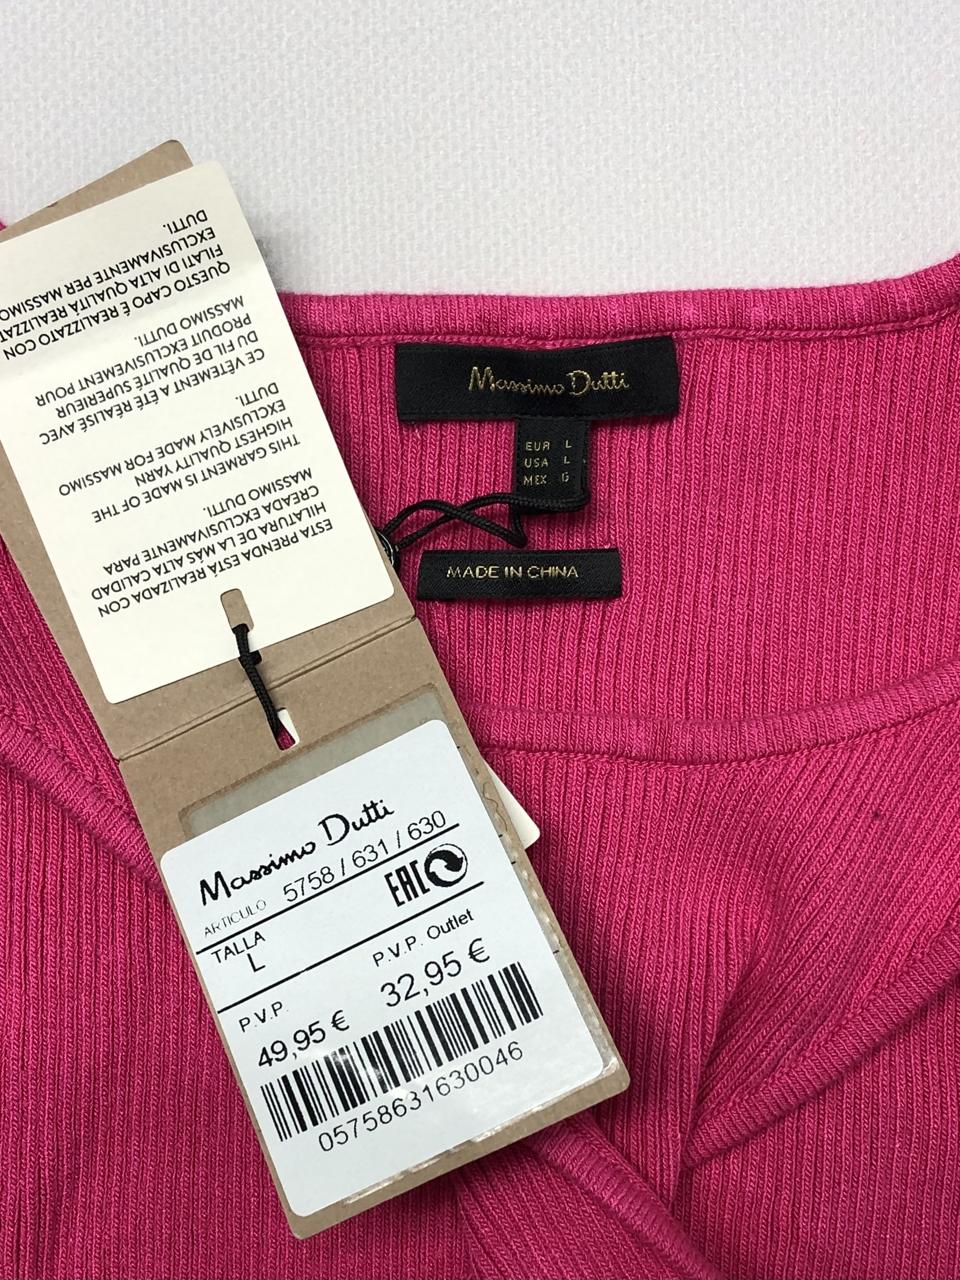 Massimo Dutti
EUR L
USA L
MEX G
MADE IN CHINA
ESTA PRENDA ESTÁ REALIZADA CON
HILATURA DE LA MÁS ALTA CALIDAD
CREADA EXCLUSIVAMENTE PARA
MASSIMO DUTTI.
THIS GARMENT IS MADE OF THE
HIGHEST QUALITY YARN
EXCLUSIVELY MADE FOR MASSIMO
DUTTI.
CE VÊTEMENT A ÉTÉ RÉALISÉ AVEC
DU FIL DE QUALITÉ SUPERIEUR
PRODUIT EXCLUSIVEMENT POUR
MASSIMO DUTTI.
QUESTO CAPO È REALIZZATO CON
FILATI DI ALTA QUALITÀ REALIZZAT
EXCLUSIVAMENTE PER MASSIMO
DUTTI.
Massimo Dutti
ARTICULO 5758 / 631 / 630
TALLA
L
EAC
P.V.P. P.V.P. Outlet
49,95 € 32,95 €
05758631630046